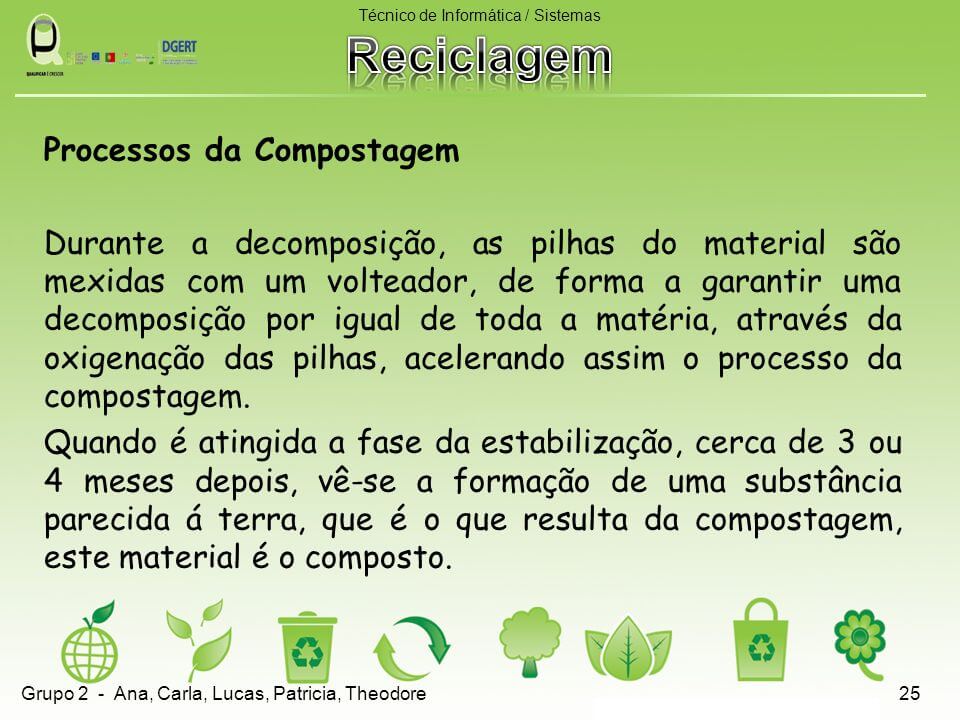 Técnico de Informática / Sistemas
DGERT
QUALIFICAR É CRESCER
Reciclagem
Processos da Compostagem
Durante a decomposição, as pilhas do material são
mexidas com um volteador, de forma a garantir uma
decomposição por igual de toda a matéria, através da
oxigenação das pilhas, acelerando assim o processo da
compostagem.
Quando é atingida a fase da estabilização, cerca de 3 ou
4 meses depois, vê-se a formação de uma substância
parecida á terra, que é o que resulta da compostagem,
este material é o composto.
Grupo 2 - Ana, Carla, Lucas, Patricia, Theodore
25